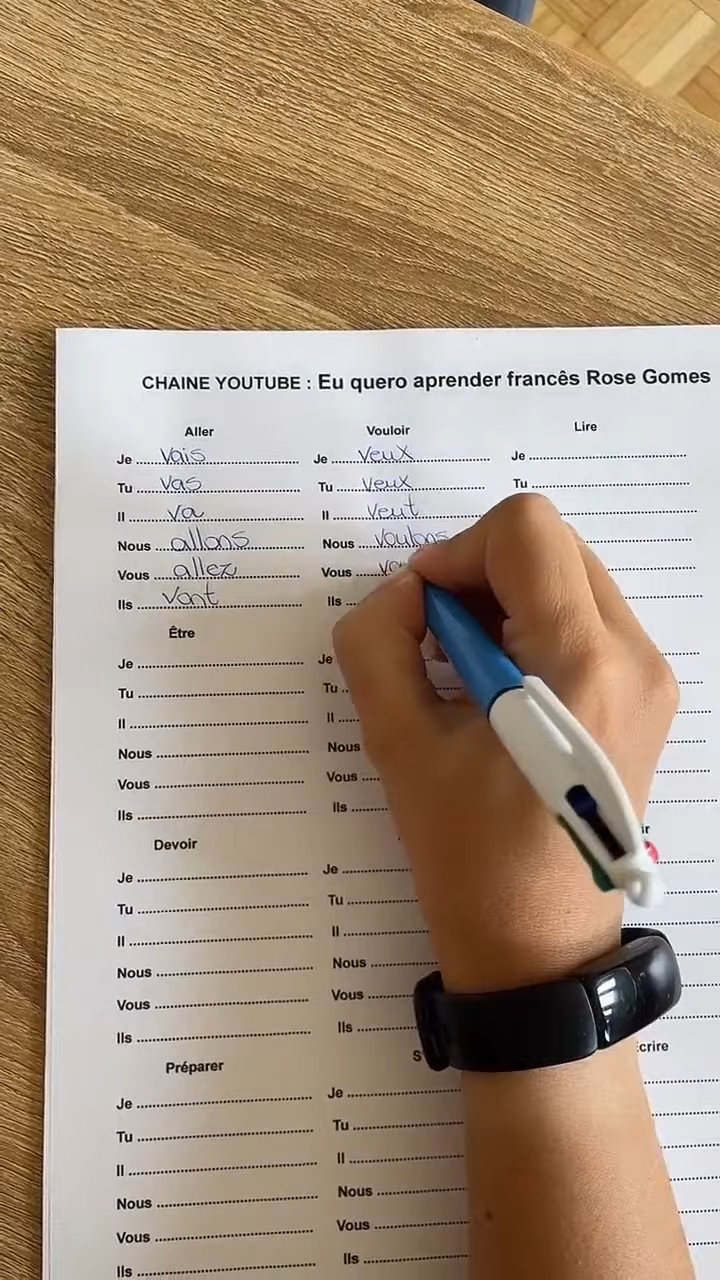 CHAINE YOUTUBE : Eu quero aprender francês Rose Gomes
Aller
Je vais
Tu vas
Il va
Nous allons
Vous allez
Ils vont
Vouloir
Je veux
Tu veux
Il veut
Nous voulons
Vous
Ils
Lire
Je
Tu
Être
Je
Tu
Il
Nous
Vous
Ils
Je
Tu
Il
Nous
Vous
Ils
Devoir
Je
Tu
Il
Nous
Vous
Ils
Je
Tu
Il
Nous
Vous
Ils
Préparer
Je
Tu
Il
Nous
Vous
Ils
Je
Tu
Il
Nous
Vous
Ils